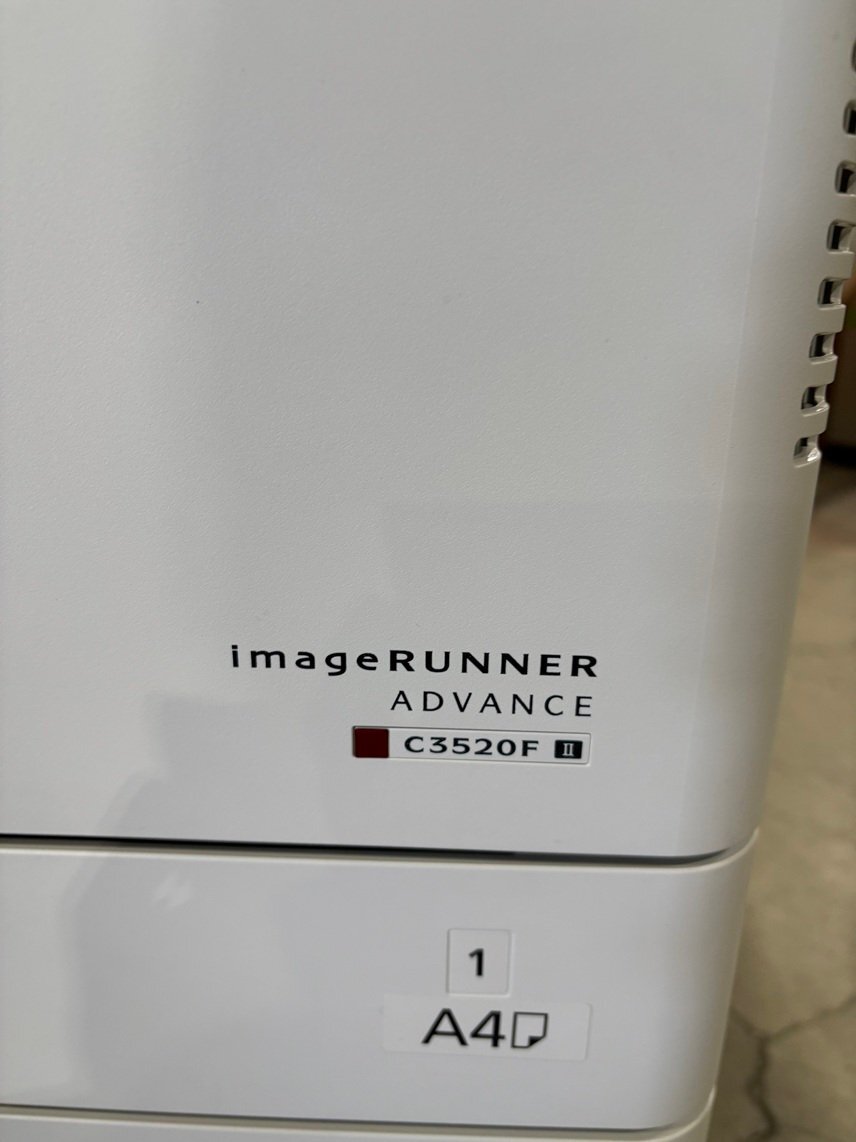 imageRUNNER
ADVANCE
C3520F II
1
A4